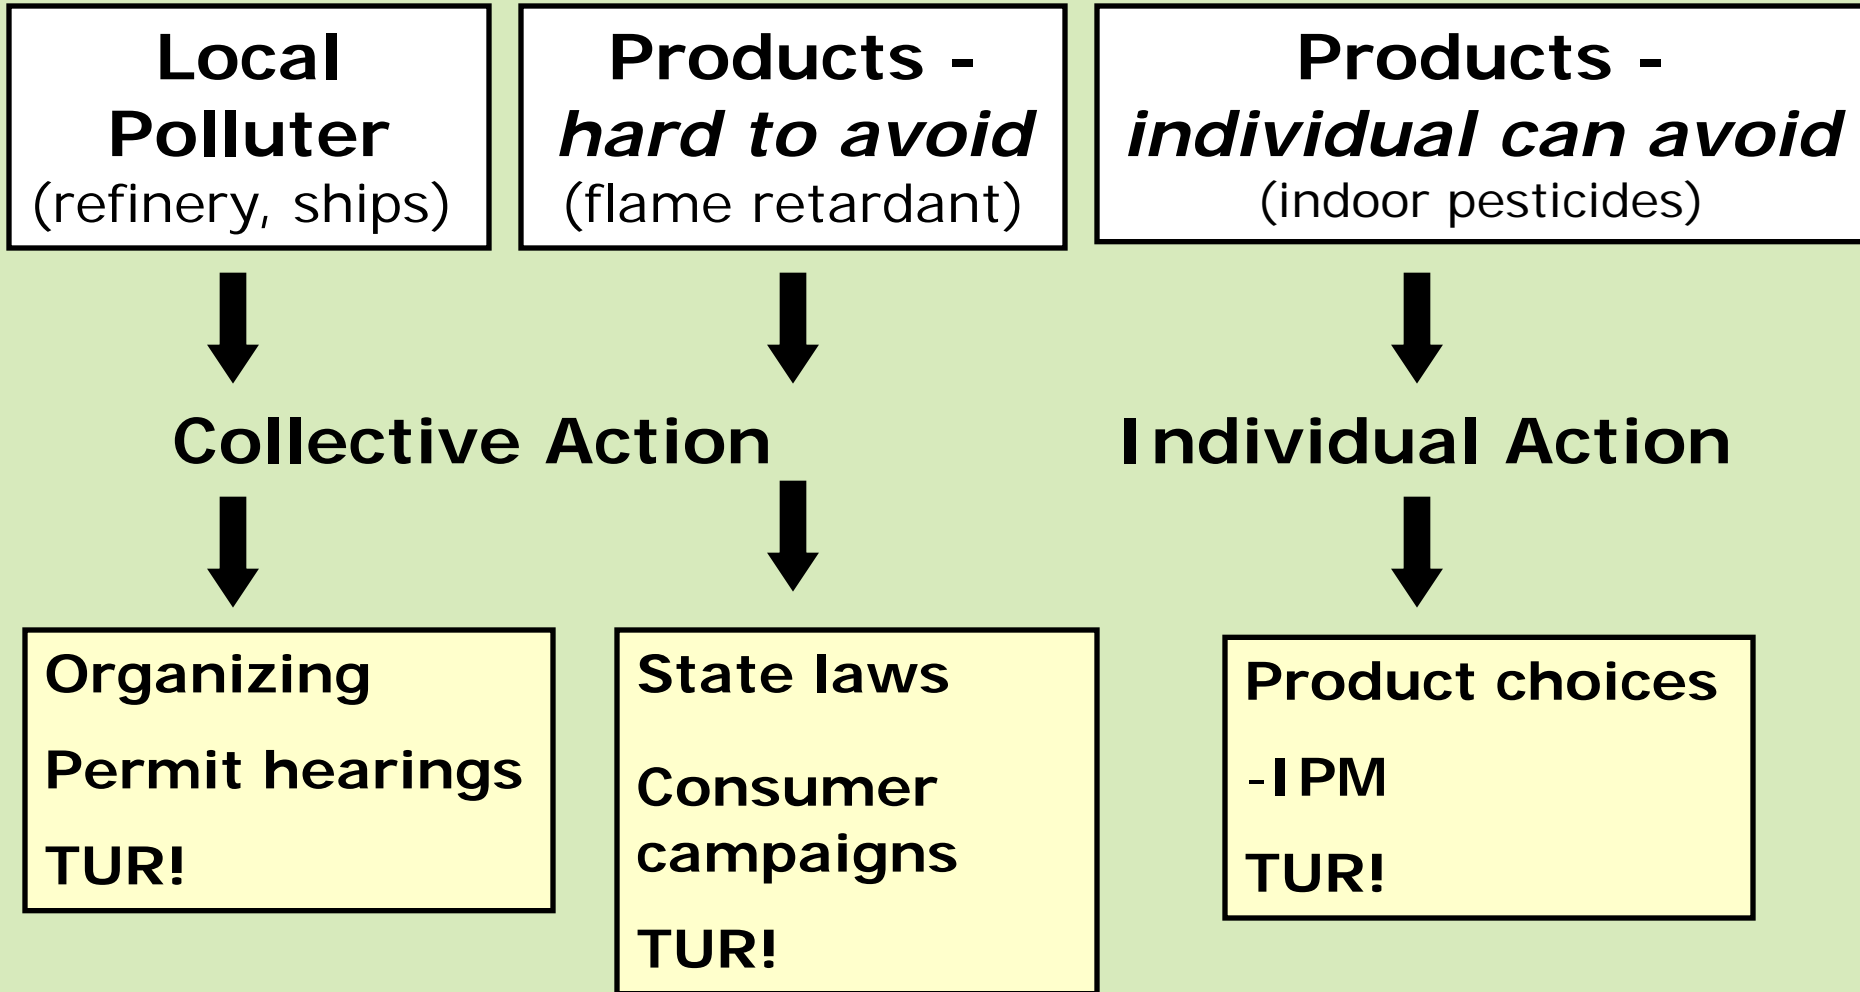 Local
Polluter
(refinery, ships)
Products -
hard to avoid
(flame retardant)
Products -
individual can avoid
(indoor pesticides)
Collective Action
Individual Action
Organizing
Permit hearings
TUR!
State laws
Consumer
campaigns
TUR!
Product choices
-IPM
TUR!